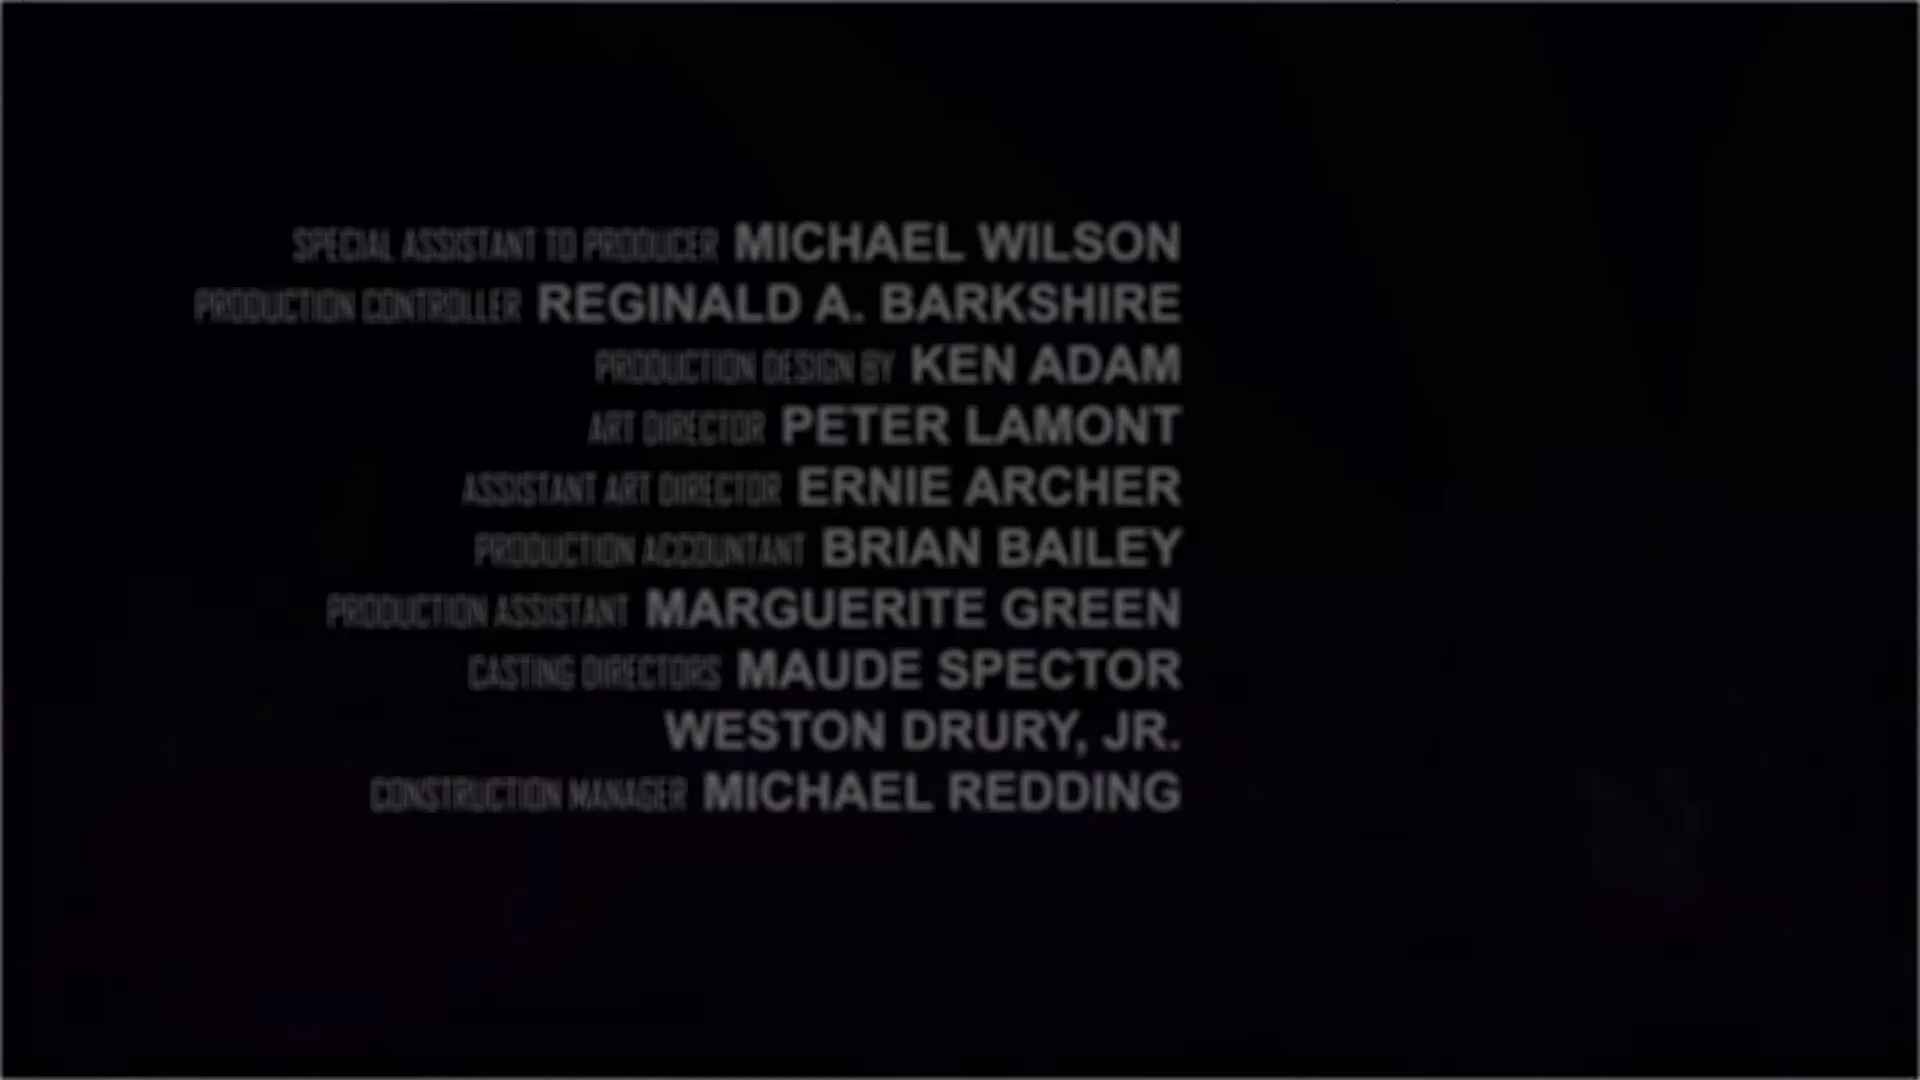 SPECIAL ASSISTANT TO PRODUCER MICHAEL WILSON
PRODUCTION CONTROLLER REGINALD A. BARKSHIRE
PRODUCTION DESIGN BY KEN ADAM
ART DIRECTOR PETER LAMONT
ASSISTANT ART DIRECTOR ERNIE ARCHER
PRODUCTION ACCOUNTANT BRIAN BAILEY
PRODUCTION ASSISTANT MARGUERITE GREEN
CASTING DIRECTORS MAUDE SPECTOR
WESTON DRURY, JR.
CONSTRUCTION MANAGER MICHAEL REDDING